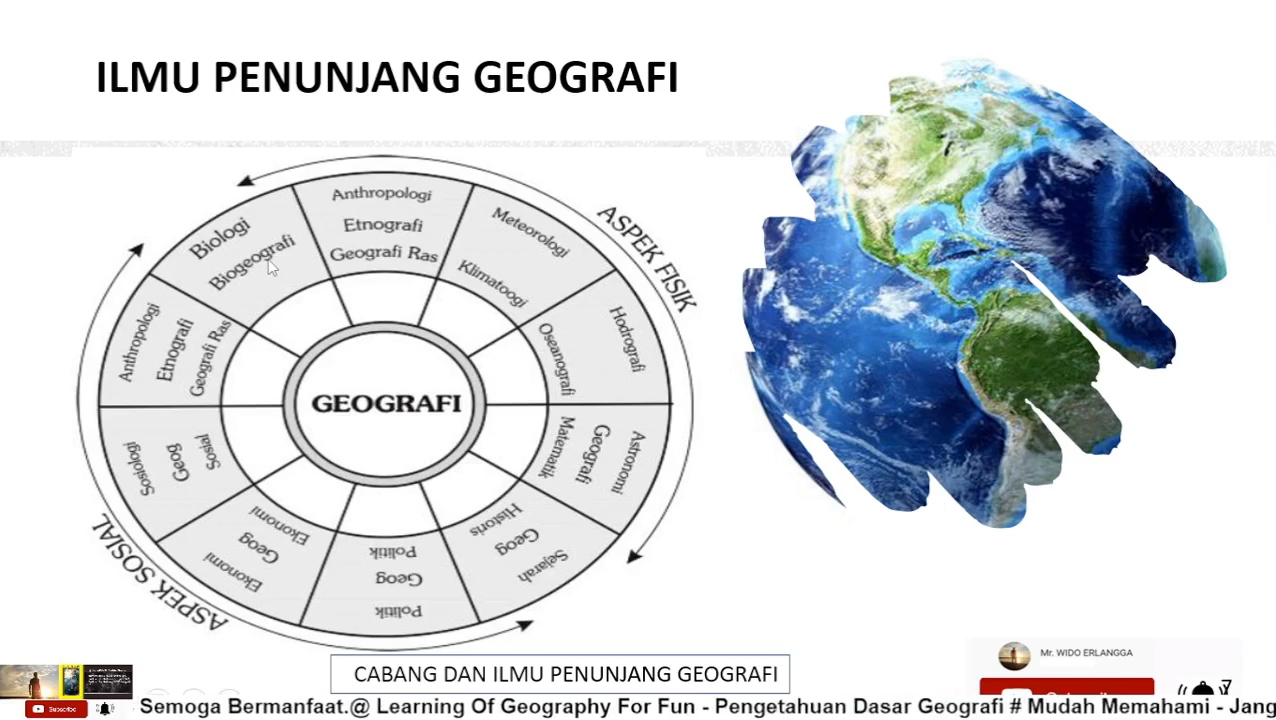 ILMU PENUNJANG GEOGRAFI
ASPEK FISIK
Anthropologi
Etnografi
Geografi Ras
Meteorologi
Klimatoogi
Hodrografi
Oseanografi
Astronomi
Geografi
Matematik
Historis
Geog
Sejarah
Politik
Geog
Politik
Ekonomi
Geog
Ekonomi
Sosiologi
Geog
Sosial
Anthropologi
Etnografi
Geografi Ras
Biologi
Biogeografi
GEOGRAFI
ASPEK SOSIAL
CABANG DAN ILMU PENUNJANG GEOGRAFI
Mr. WIDO ERLANGGA
Subscribe
Semoga Bermanfaat.@ Learning Of Geography For Fun - Pengetahuan Dasar Geografi # Mudah Memahami - Jang